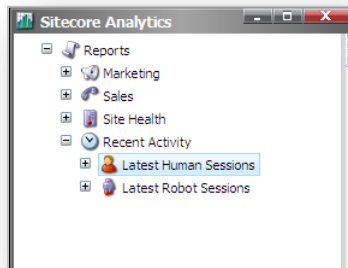 Sitecore Analytics
Reports
Marketing
Sales
Site Health
Recent Activity
Latest Human Sessions
Latest Robot Sessions